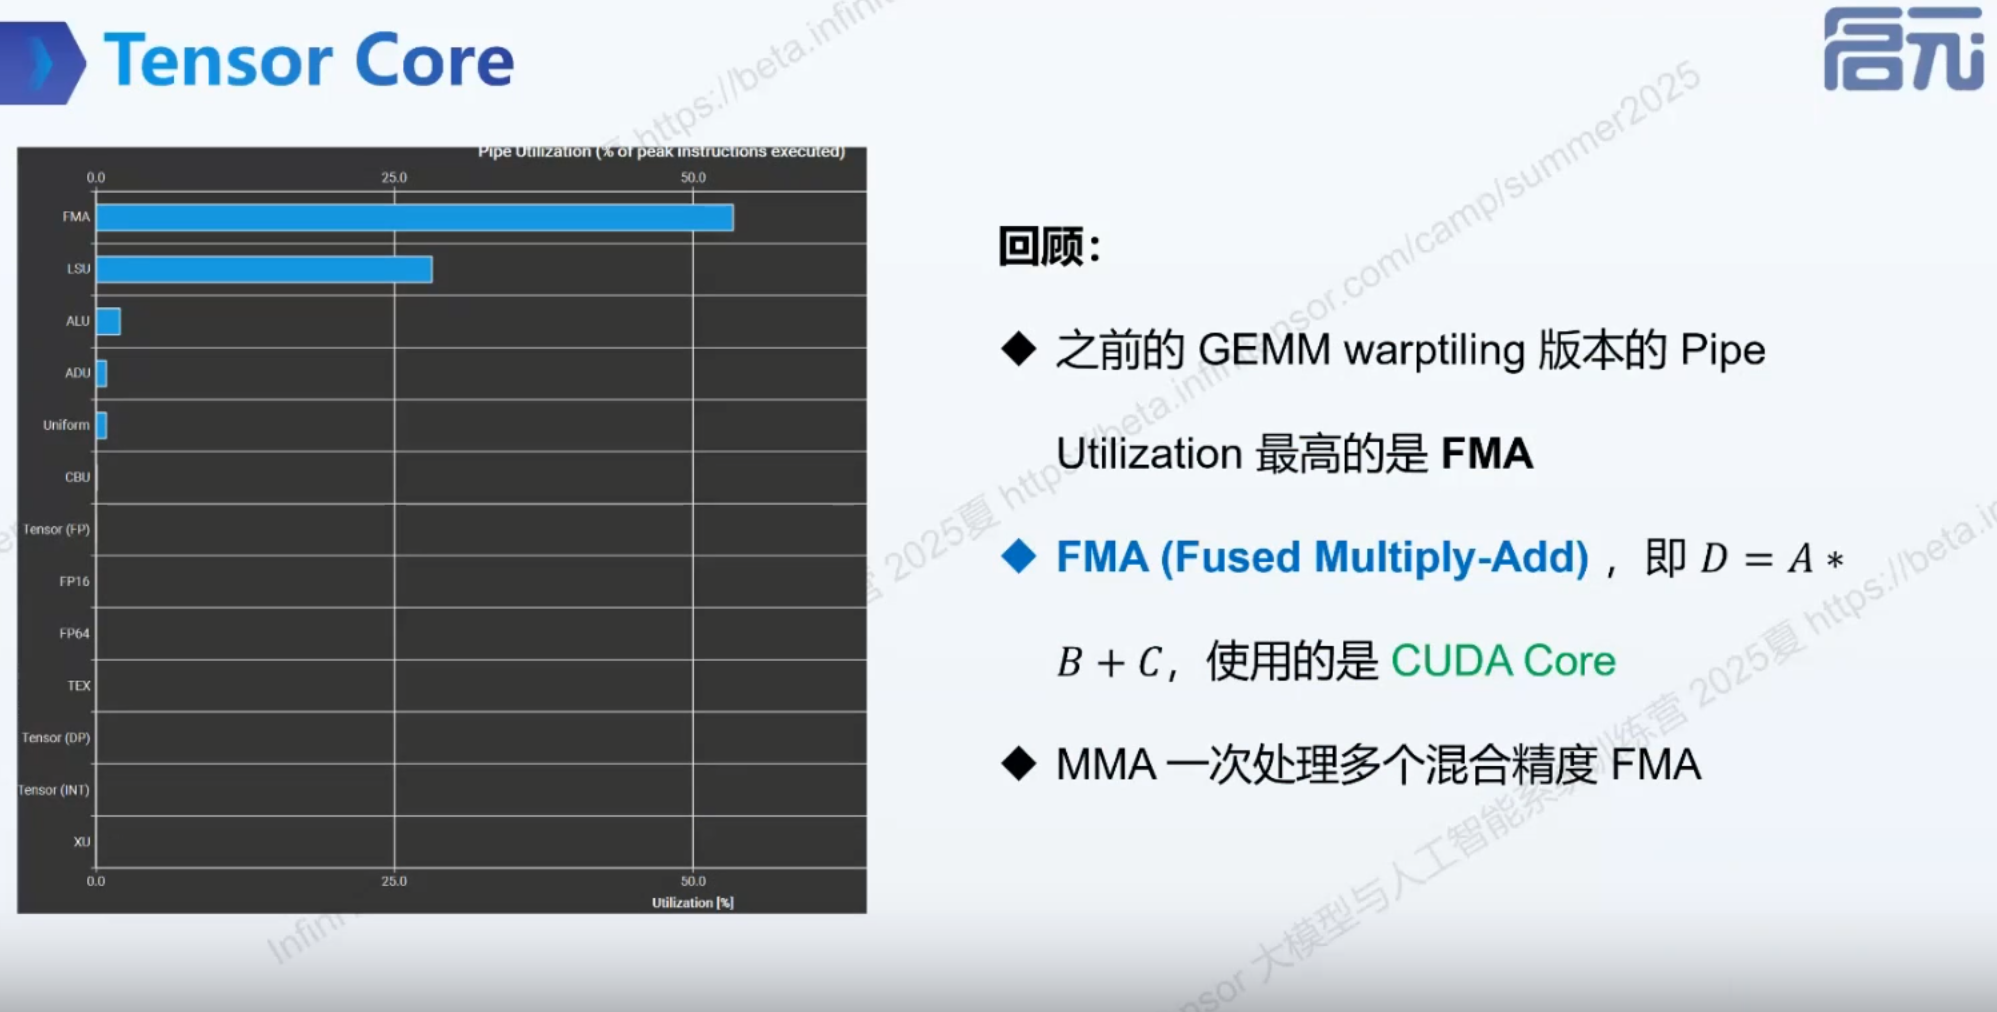 Tensor Core
启元
Pipe Utilization (% of peak instructions executed)
0.0 25.0 50.0
FMA
LSU
ALU
ADU
Uniform
CBU
Tensor (FP)
FP16
FP64
TEX
Tensor (DP)
Tensor (INT)
XU
0.0 25.0 50.0
Utilization [%]
回顾：
◆ 之前的 GEMM warptiling 版本的 Pipe
Utilization 最高的是 FMA
◆ FMA (Fused Multiply-Add) ，即 D = A *
B + C，使用的是 CUDA Core
◆ MMA 一次处理多个混合精度 FMA
https://beta.infini
2025夏 https://beta.infinitensor.com/camp/summer2025
大模型与人工智能系统训练营 2025夏 https://beta.in